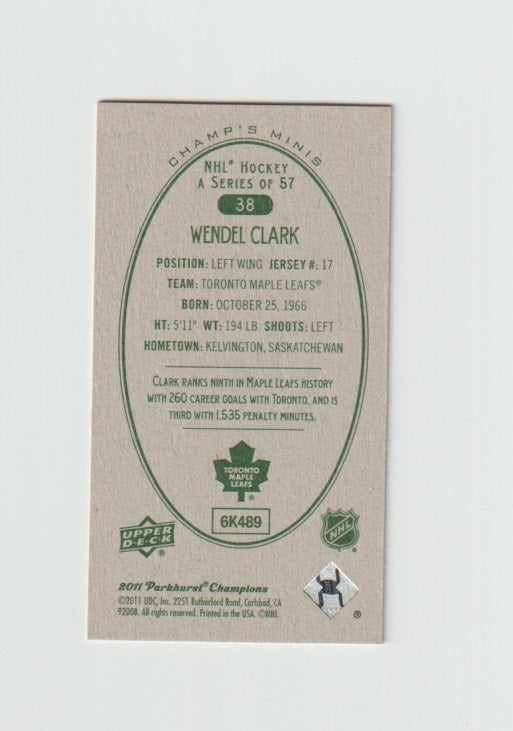 CHAMP'S MINIS
NHL® HOCKEY
A SERIES OF 57
38
WENDEL CLARK
POSITION: LEFT WING JERSEY #: 17
TEAM: TORONTO MAPLE LEAFS®
BORN: OCTOBER 25, 1966
HT: 5'11" WT: 194 LB SHOOTS: LEFT
HOMETOWN: KELVINGTON, SASKATCHEWAN
CLARK RANKS NINTH IN MAPLE LEAFS HISTORY
WITH 260 CAREER GOALS WITH TORONTO, AND IS
THIRD WITH 1,535 PENALTY MINUTES.
TORONTO
MAPLE
LEAFS
®
6K489
UPPER
D·E·C·K
®
NHL
®
2011 Parkhurst® Champions
©2011 UDC, Inc. 2251 Rutherford Road, Carlsbad, CA
92008. All rights reserved. Printed in the USA. ©NHL
®